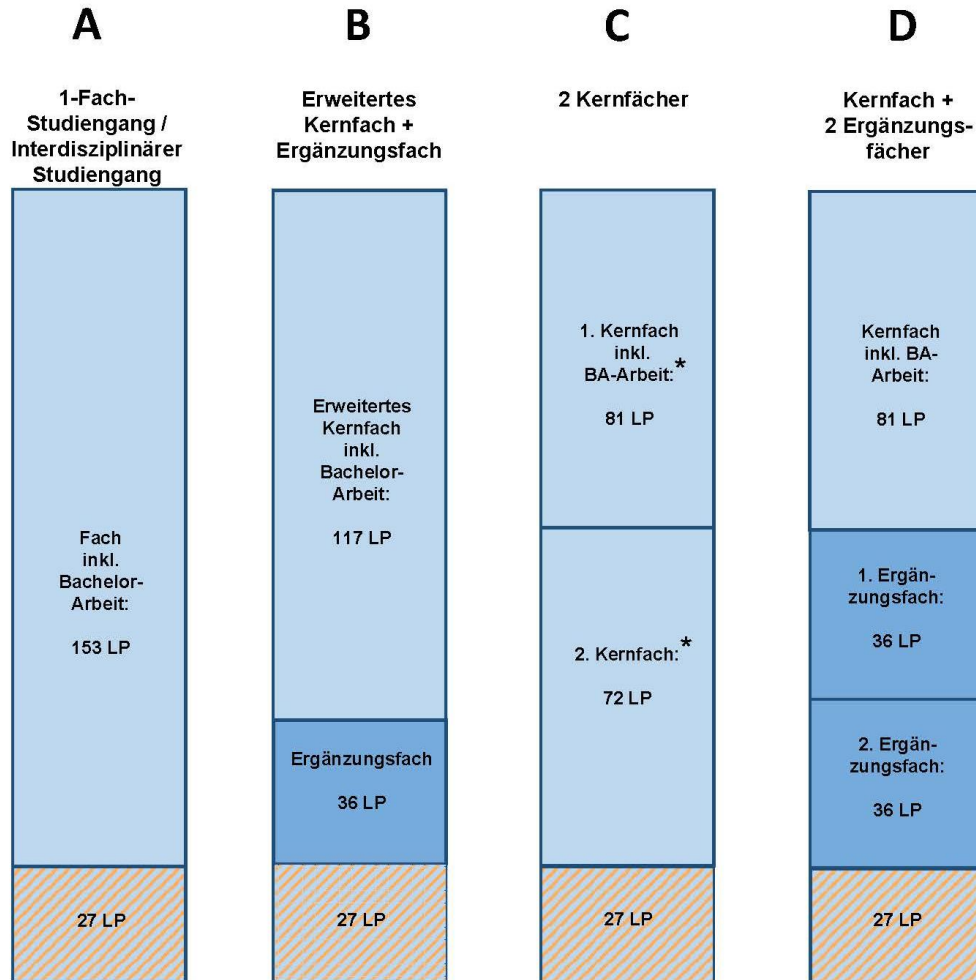 A
1-Fach-
Studiengang /
Interdisziplinärer
Studiengang
Fach
inkl.
Bachelor-
Arbeit:
153 LP
27 LP
B
Erweitertes
Kernfach +
Ergänzungsfach
Erweitertes
Kernfach
inkl.
Bachelor-
Arbeit:
117 LP
Ergänzungsfach
36 LP
27 LP
C
2 Kernfächer
1. Kernfach
inkl.
BA-Arbeit:*
81 LP
2. Kernfach:*
72 LP
27 LP
D
Kernfach +
2 Ergänzungs-
fächer
Kernfach
inkl. BA-
Arbeit:
81 LP
1. Ergän-
zungsfach:
36 LP
2. Ergän-
zungsfach:
36 LP
27 LP